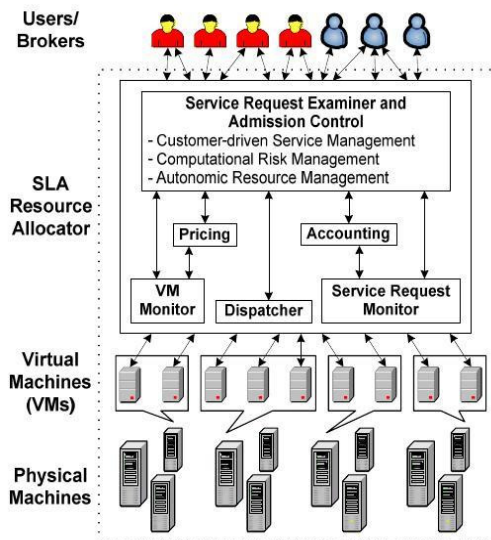 Users/
Brokers
Service Request Examiner and
Admission Control
- Customer-driven Service Management
- Computational Risk Management
- Autonomic Resource Management
SLA
Resource
Allocator
Pricing
Accounting
VM
Monitor
Dispatcher
Service Request
Monitor
Virtual
Machines
(VMs)
Physical
Machines